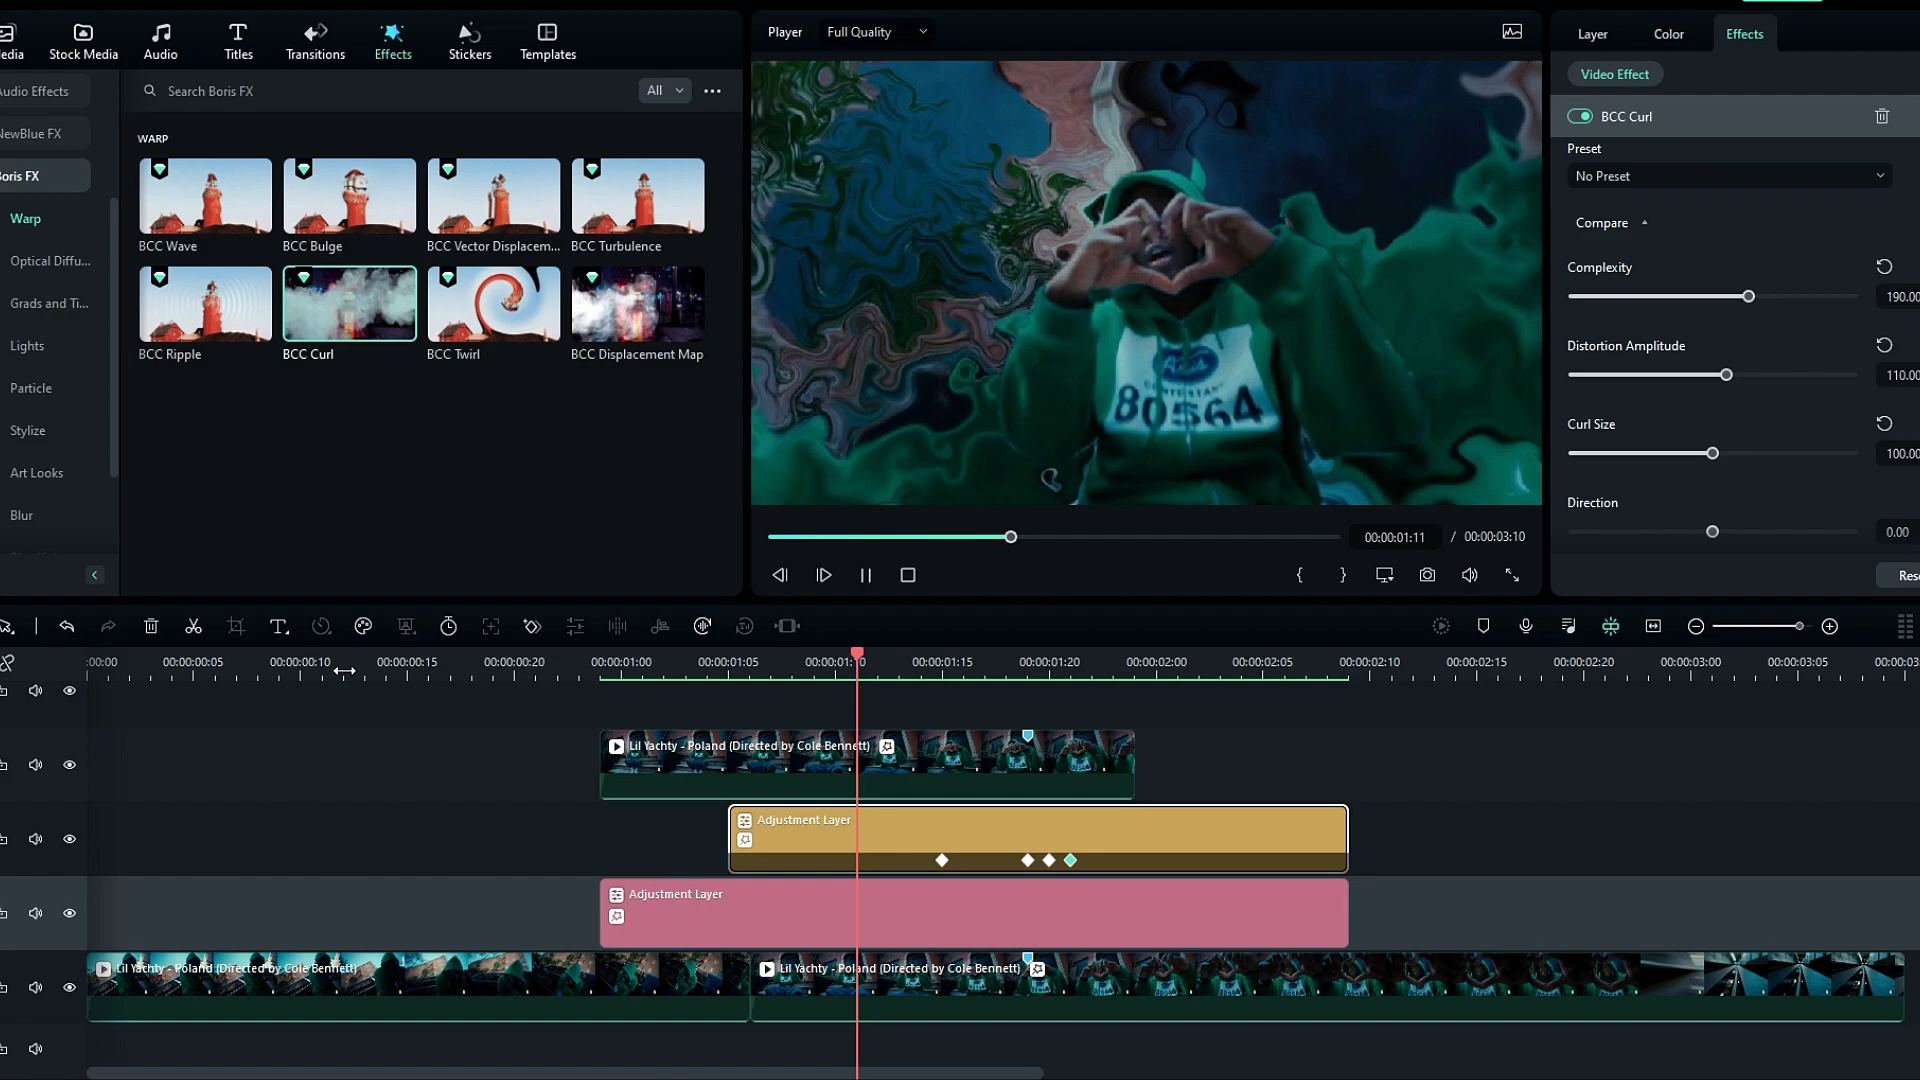 Stock Media
Audio
Titles
Transitions
Effects
Stickers
Templates
Player
Full Quality
Layer
Color
Effects
Audio Effects
NewBlue FX
Boris FX
Warp
Optical Diffu...
Grads and Ti...
Lights
Particle
Stylize
Art Looks
Blur
Search Boris FX
All
WARP
BCC Wave
BCC Bulge
BCC Vector Displacem...
BCC Turbulence
BCC Ripple
BCC Curl
BCC Twirl
BCC Displacement Map
80564
00:00:01:11 / 00:00:03:10
{ }
Video Effect
BCC Curl
Preset
No Preset
Compare
Complexity
190.00
Distortion Amplitude
110.00
Curl Size
100.00
Direction
0.00
Rese
:00:00 00:00:00:05 00:00:00:10 00:00:00:15 00:00:00:20 00:00:01:00 00:00:01:05 00:00:01:10 00:00:01:15 00:00:01:20 00:00:02:00 00:00:02:05 00:00:02:10 00:00:02:15 00:00:02:20 00:00:03:00 00:00:03:05 00:00:03:
Lil Yachty - Poland (Directed by Cole Bennett)
Adjustment Layer
Adjustment Layer
Lil Yachty - Poland (Directed by Cole Bennett)
Lil Yachty - Poland (Directed by Cole Bennett)